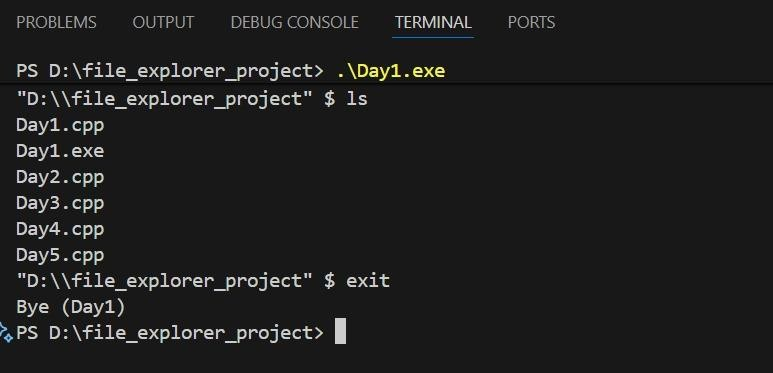 PROBLEMS OUTPUT DEBUG CONSOLE TERMINAL PORTS
PS D:\file_explorer_project> .\Day1.exe
"D:\\file_explorer_project" $ ls
Day1.cpp
Day1.exe
Day2.cpp
Day3.cpp
Day4.cpp
Day5.cpp
"D:\\file_explorer_project" $ exit
Bye (Day1)
PS D:\file_explorer_project>